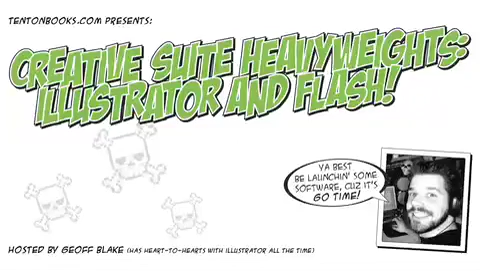 TENTONBOOKS.COM PRESENTS:
CREATIVE SUITE HEAVYWEIGHTS:
ILLUSTRATOR AND FLASH!
YA BEST
BE LAUNCHIN' SOME
SOFTWARE, CUZ IT'S
GO TIME!
HOSTED BY GEOFF BLAKE (HAS HEART-TO-HEARTS WITH ILLUSTRATOR ALL THE TIME)